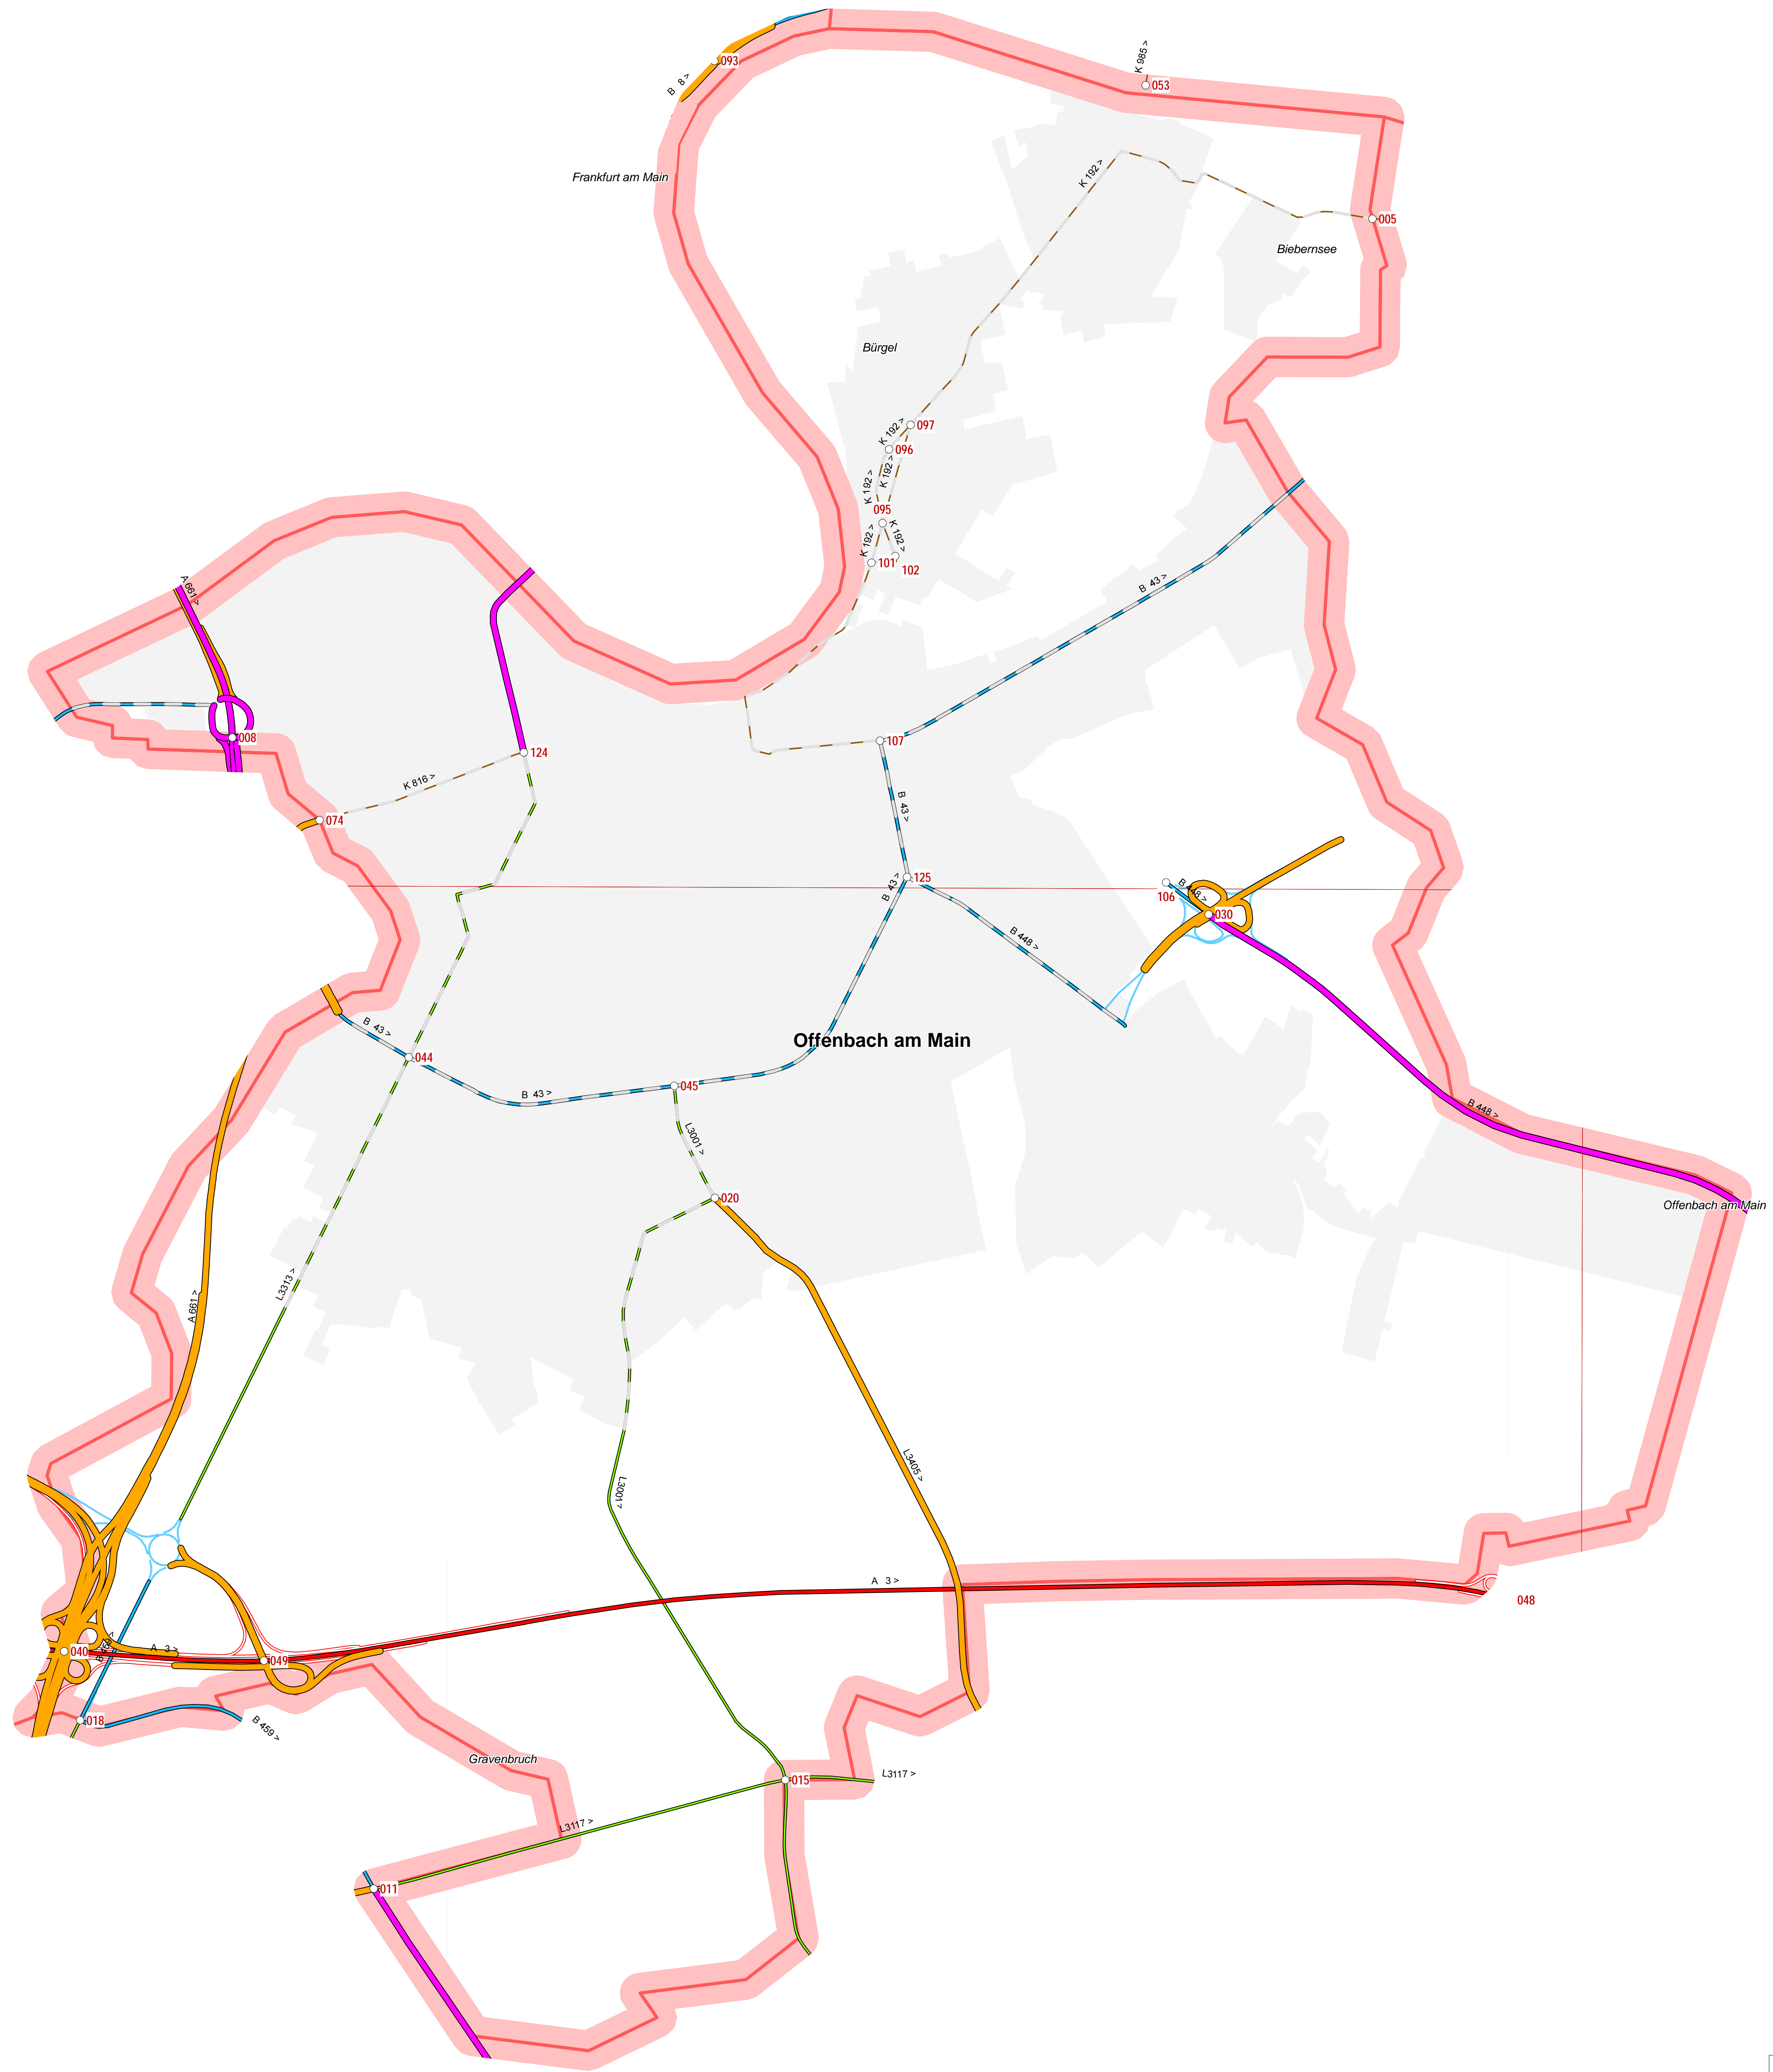 K 985 >
093
053
B 8 >
K 192 >
Frankfurt am Main
005
Biebernsee
Bürgel
097
K 192 >
096
K 192 >
K 192 >
095
K 192 >
K 192 >
101
102
A 661 >
B 43 >
008
107
124
K 816 >
B 43 >
074
125
B 43 >
B 448 >
106
030
B 448 >
B 43 >
Offenbach am Main
044
045
B 43 >
B 448 >
L3001 >
020
Offenbach am Main
L3313 >
A 661 >
L3405 >
L3001 >
A 3 >
048
A 3 >
040
049
018
B 459 >
Gravenbruch
015
L3117 >
L3117 >
011